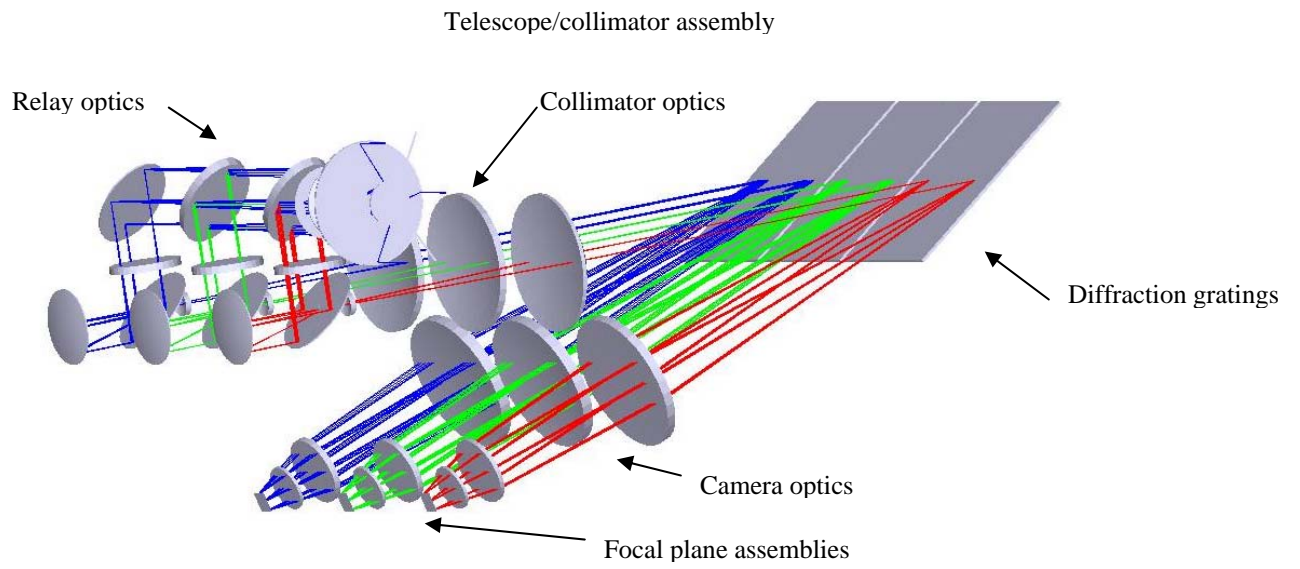 Telescope/collimator assembly
Relay optics
Collimator optics
Diffraction gratings
Camera optics
Focal plane assemblies